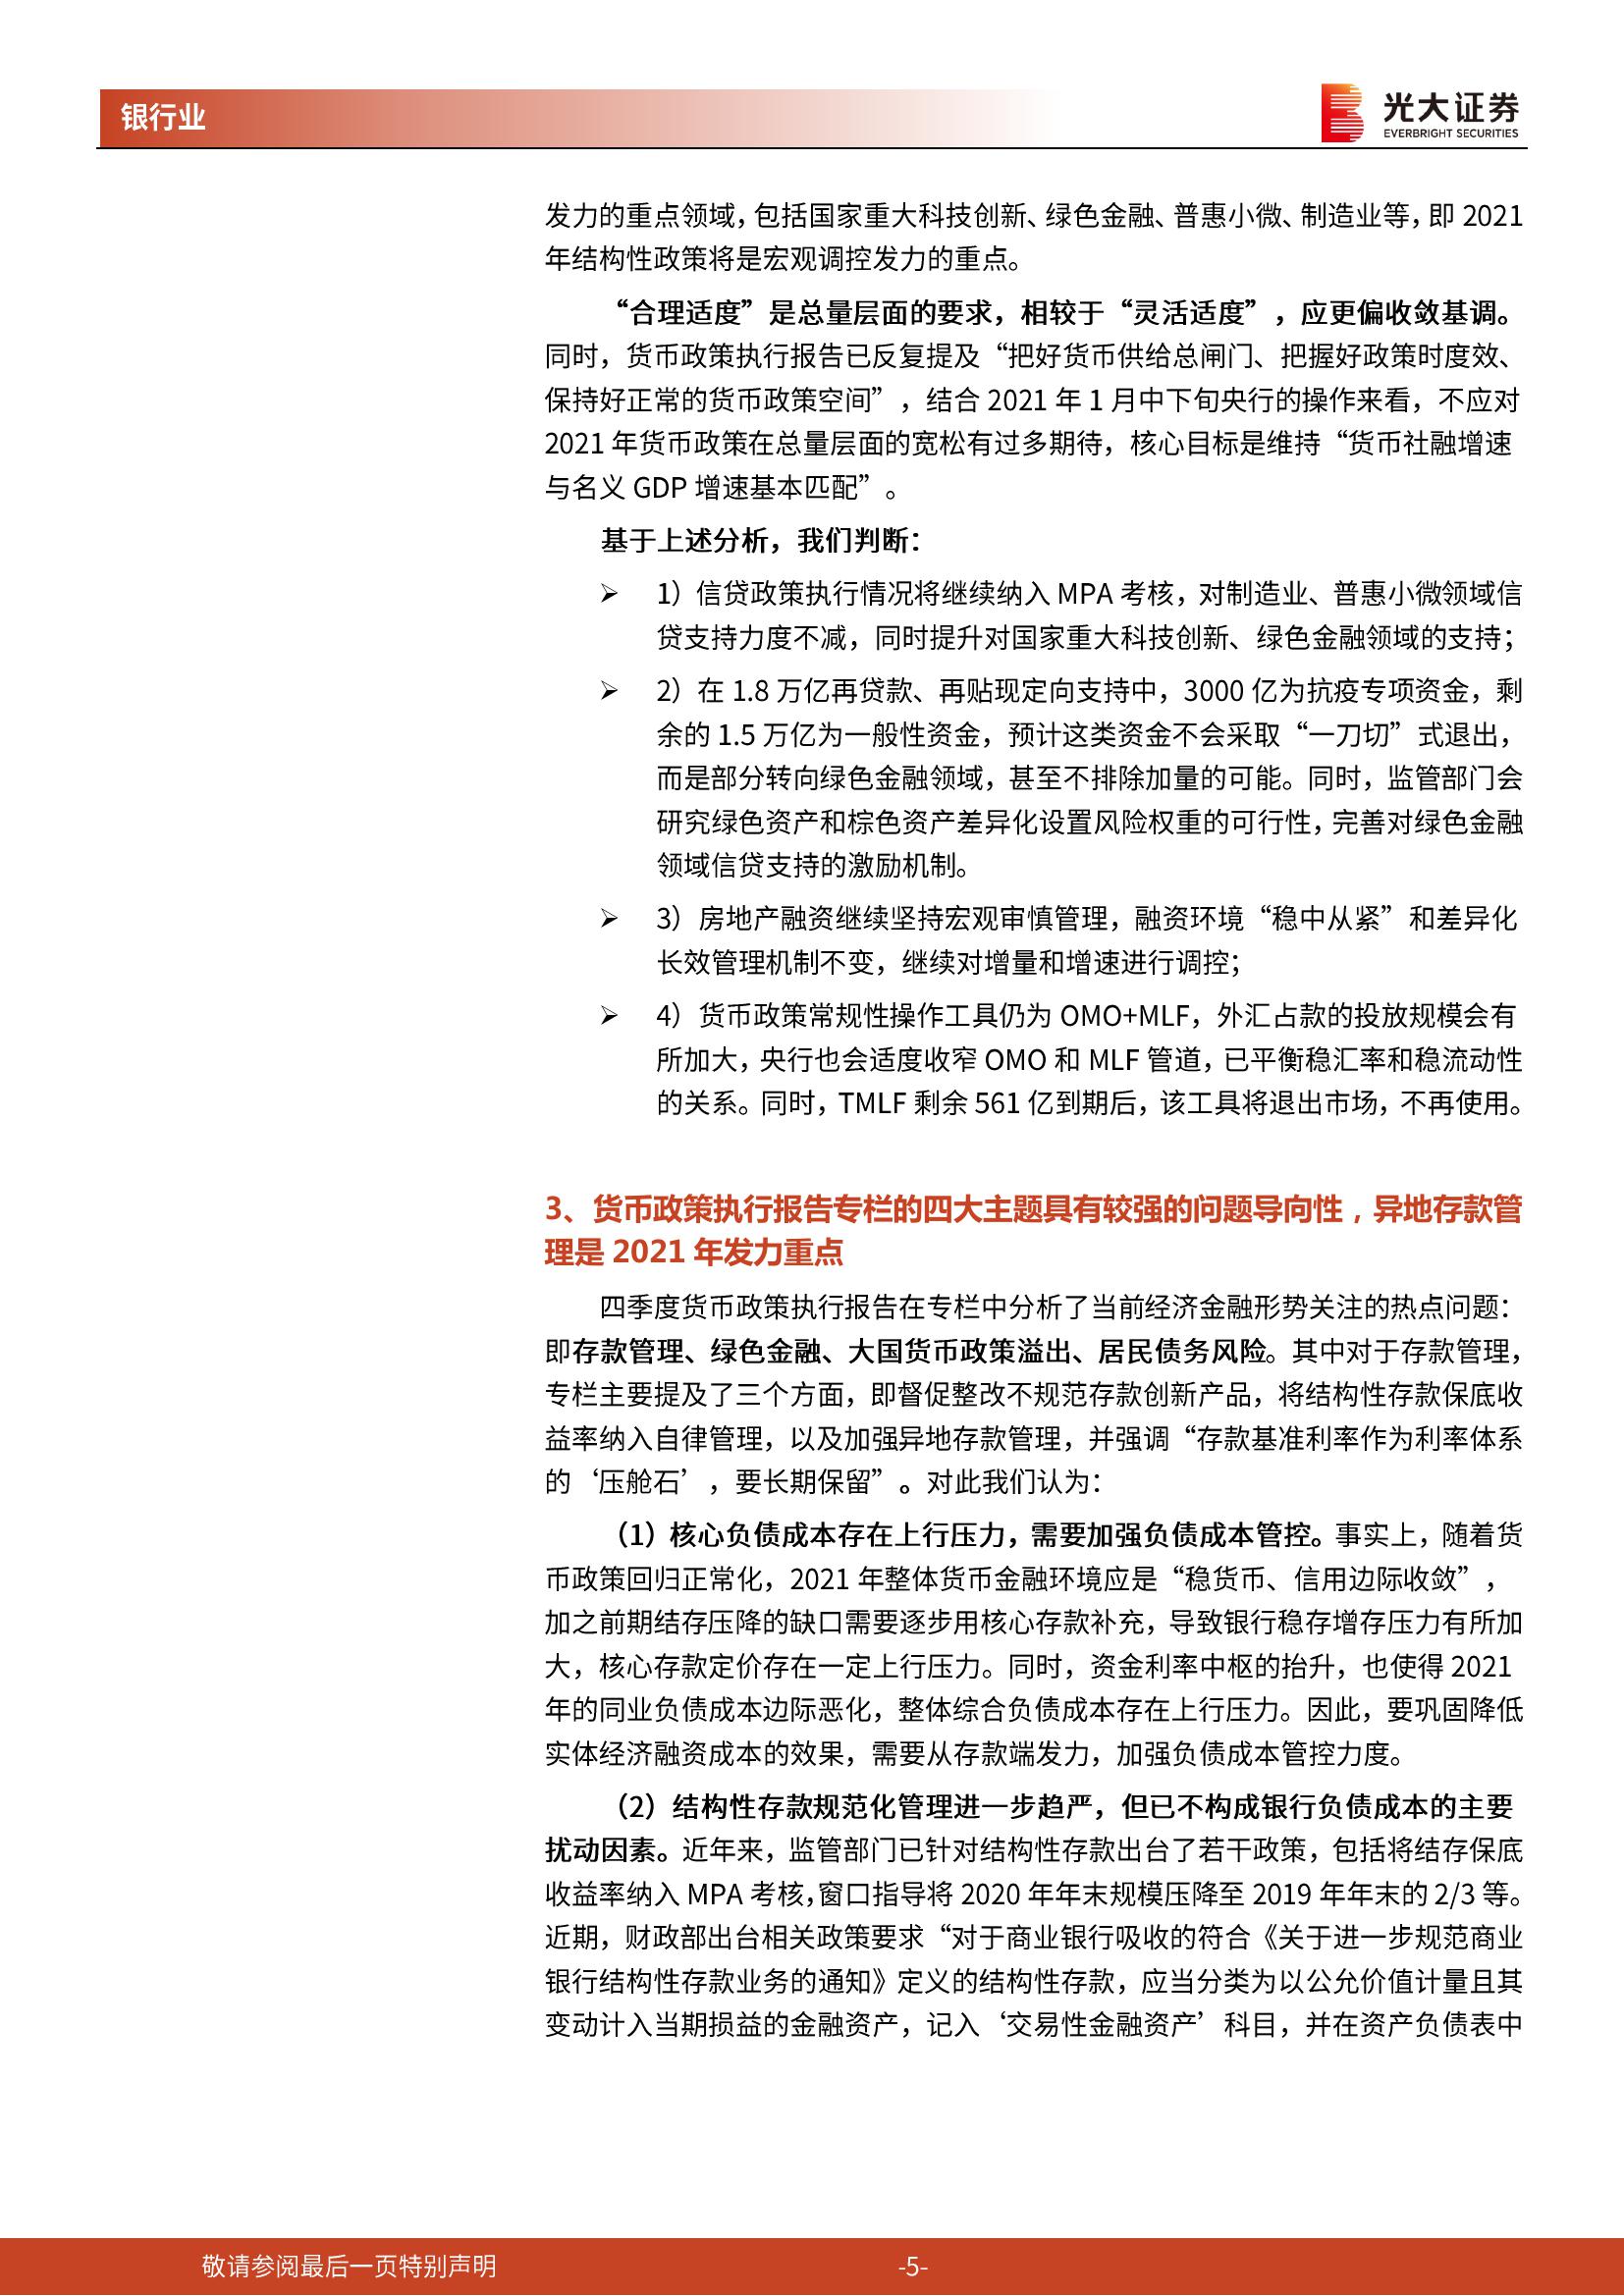 银行业
光大证券
EVERBRIGHT SECURITIES
发力的重点领域，包括国家重大科技创新、绿色金融、普惠小微、制造业等，即 2021
年结构性政策将是宏观调控发力的重点。
“合理适度”是总量层面的要求，相较于“灵活适度”，应更偏收敛基调。
同时，货币政策执行报告已反复提及“把好货币供给总闸门、把握好政策时度效、
保持好正常的货币政策空间”，结合 2021 年 1 月中下旬央行的操作来看，不应对
2021 年货币政策在总量层面的宽松有过多期待，核心目标是维持“货币社融增速
与名义 GDP 增速基本匹配”。
基于上述分析，我们判断：
➢ 1）信贷政策执行情况将继续纳入 MPA 考核，对制造业、普惠小微领域信
贷支持力度不减，同时提升对国家重大科技创新、绿色金融领域的支持；
➢ 2）在 1.8 万亿再贷款、再贴现定向支持中，3000 亿为抗疫专项资金，剩
余的 1.5 万亿为一般性资金，预计这类资金不会采取“一刀切”式退出，
而是部分转向绿色金融领域，甚至不排除加量的可能。同时，监管部门会
研究绿色资产和棕色资产差异化设置风险权重的可行性，完善对绿色金融
领域信贷支持的激励机制。
➢ 3）房地产融资继续坚持宏观审慎管理，融资环境“稳中从紧”和差异化
长效管理机制不变，继续对增量和增速进行调控；
➢ 4）货币政策常规性操作工具仍为 OMO+MLF，外汇占款的投放规模会有
所加大，央行也会适度收窄 OMO 和 MLF 管道，已平衡稳汇率和稳流动性
的关系。同时，TMLF 剩余 561 亿到期后，该工具将退出市场，不再使用。
3、货币政策执行报告专栏的四大主题具有较强的问题导向性，异地存款管
理是 2021 年发力重点
四季度货币政策执行报告在专栏中分析了当前经济金融形势关注的热点问题：
即存款管理、绿色金融、大国货币政策溢出、居民债务风险。其中对于存款管理，
专栏主要提及了三个方面，即督促整改不规范存款创新产品，将结构性存款保底收
益率纳入自律管理，以及加强异地存款管理，并强调“存款基准利率作为利率体系
的‘压舱石’，要长期保留”。对此我们认为：
（1）核心负债成本存在上行压力，需要加强负债成本管控。事实上，随着货
币政策回归正常化，2021 年整体货币金融环境应是“稳货币、信用边际收敛”，
加之前期结存压降的缺口需要逐步用核心存款补充，导致银行稳存增存压力有所加
大，核心存款定价存在一定上行压力。同时，资金利率中枢的抬升，也使得 2021
年的同业负债成本边际恶化，整体综合负债成本存在上行压力。因此，要巩固降低
实体经济融资成本的效果，需要从存款端发力，加强负债成本管控力度。
（2）结构性存款规范化管理进一步趋严，但已不构成银行负债成本的主要
扰动因素。近年来，监管部门已针对结构性存款出台了若干政策，包括将结存保底
收益率纳入 MPA 考核，窗口指导将 2020 年年末规模压降至 2019 年年末的 2/3 等。
近期，财政部出台相关政策要求“对于商业银行吸收的符合《关于进一步规范商业
银行结构性存款业务的通知》定义的结构性存款，应当分类为以公允价值计量且其
变动计入当期损益的金融资产，记入‘交易性金融资产’科目，并在资产负债表中
敬请参阅最后一页特别声明
-5-